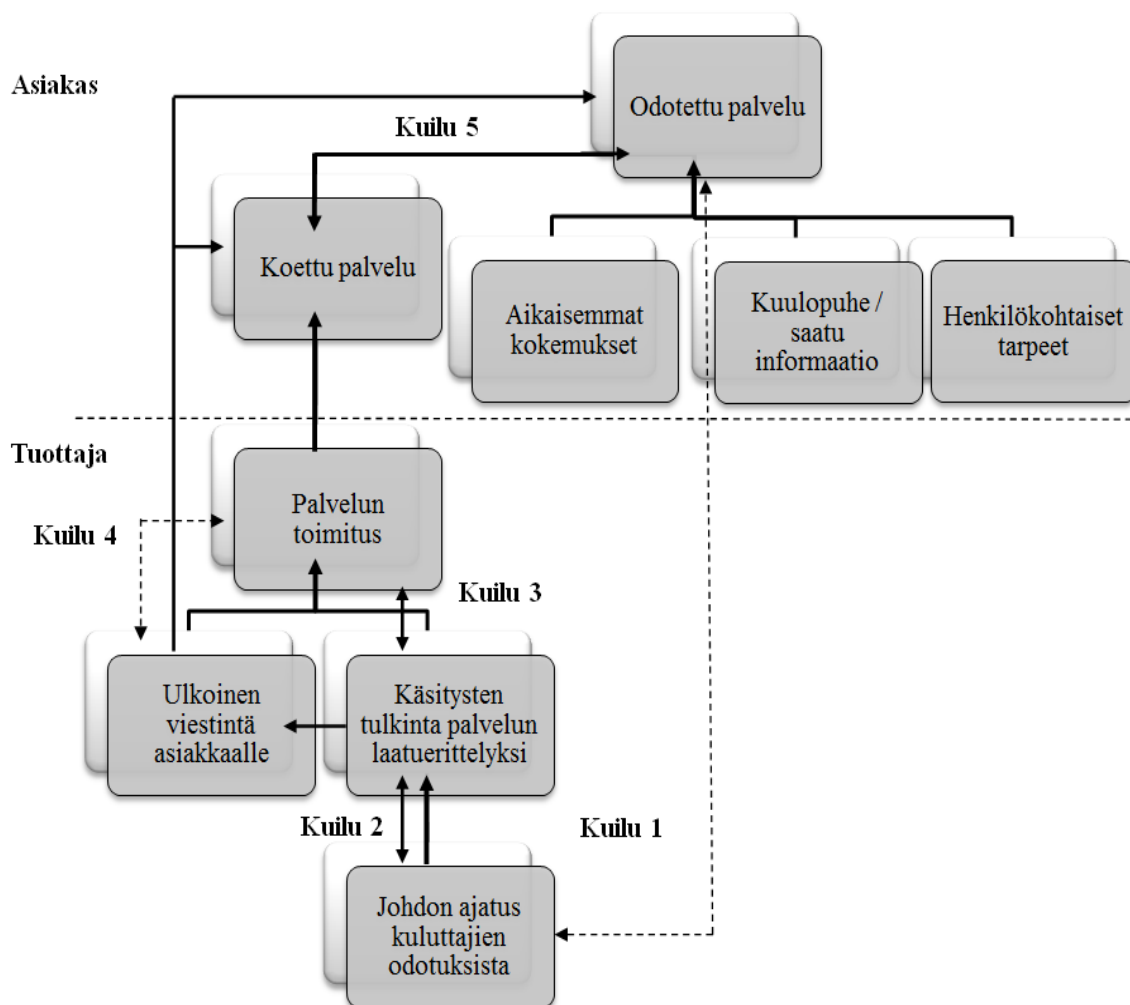 Asiakas
Odotettu palvelu
Kuilu 5
Koettu palvelu
Aikaisemmat
kokemukset
Kuulopuhe /
saatu
informaatio
Henkilökohtaiset
tarpeet
Tuottaja
Palvelun
toimitus
Kuilu 4
Kuilu 3
Ulkoinen
viestintä
asiakkaalle
Käsitysten
tulkinta palvelun
laatuerittelyksi
Kuilu 2
Kuilu 1
Johdon ajatus
kuluttajien
odotuksista